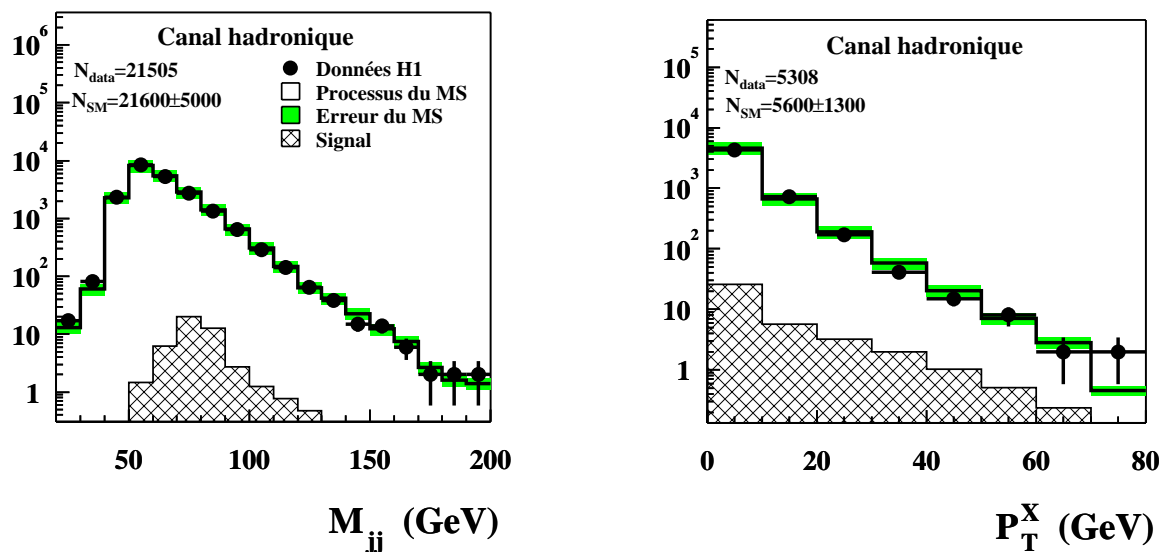 Canal hadronique
N_data=21505
N_SM=21600±5000
Données H1
Processus du MS
Erreur du MS
Signal
10^6
10^5
10^4
10^3
10^2
10
1
50 100 150 200
M_jj (GeV)
Canal hadronique
N_data=5308
N_SM=5600±1300
10^5
10^4
10^3
10^2
10
1
0 20 40 60 80
P_T^X (GeV)